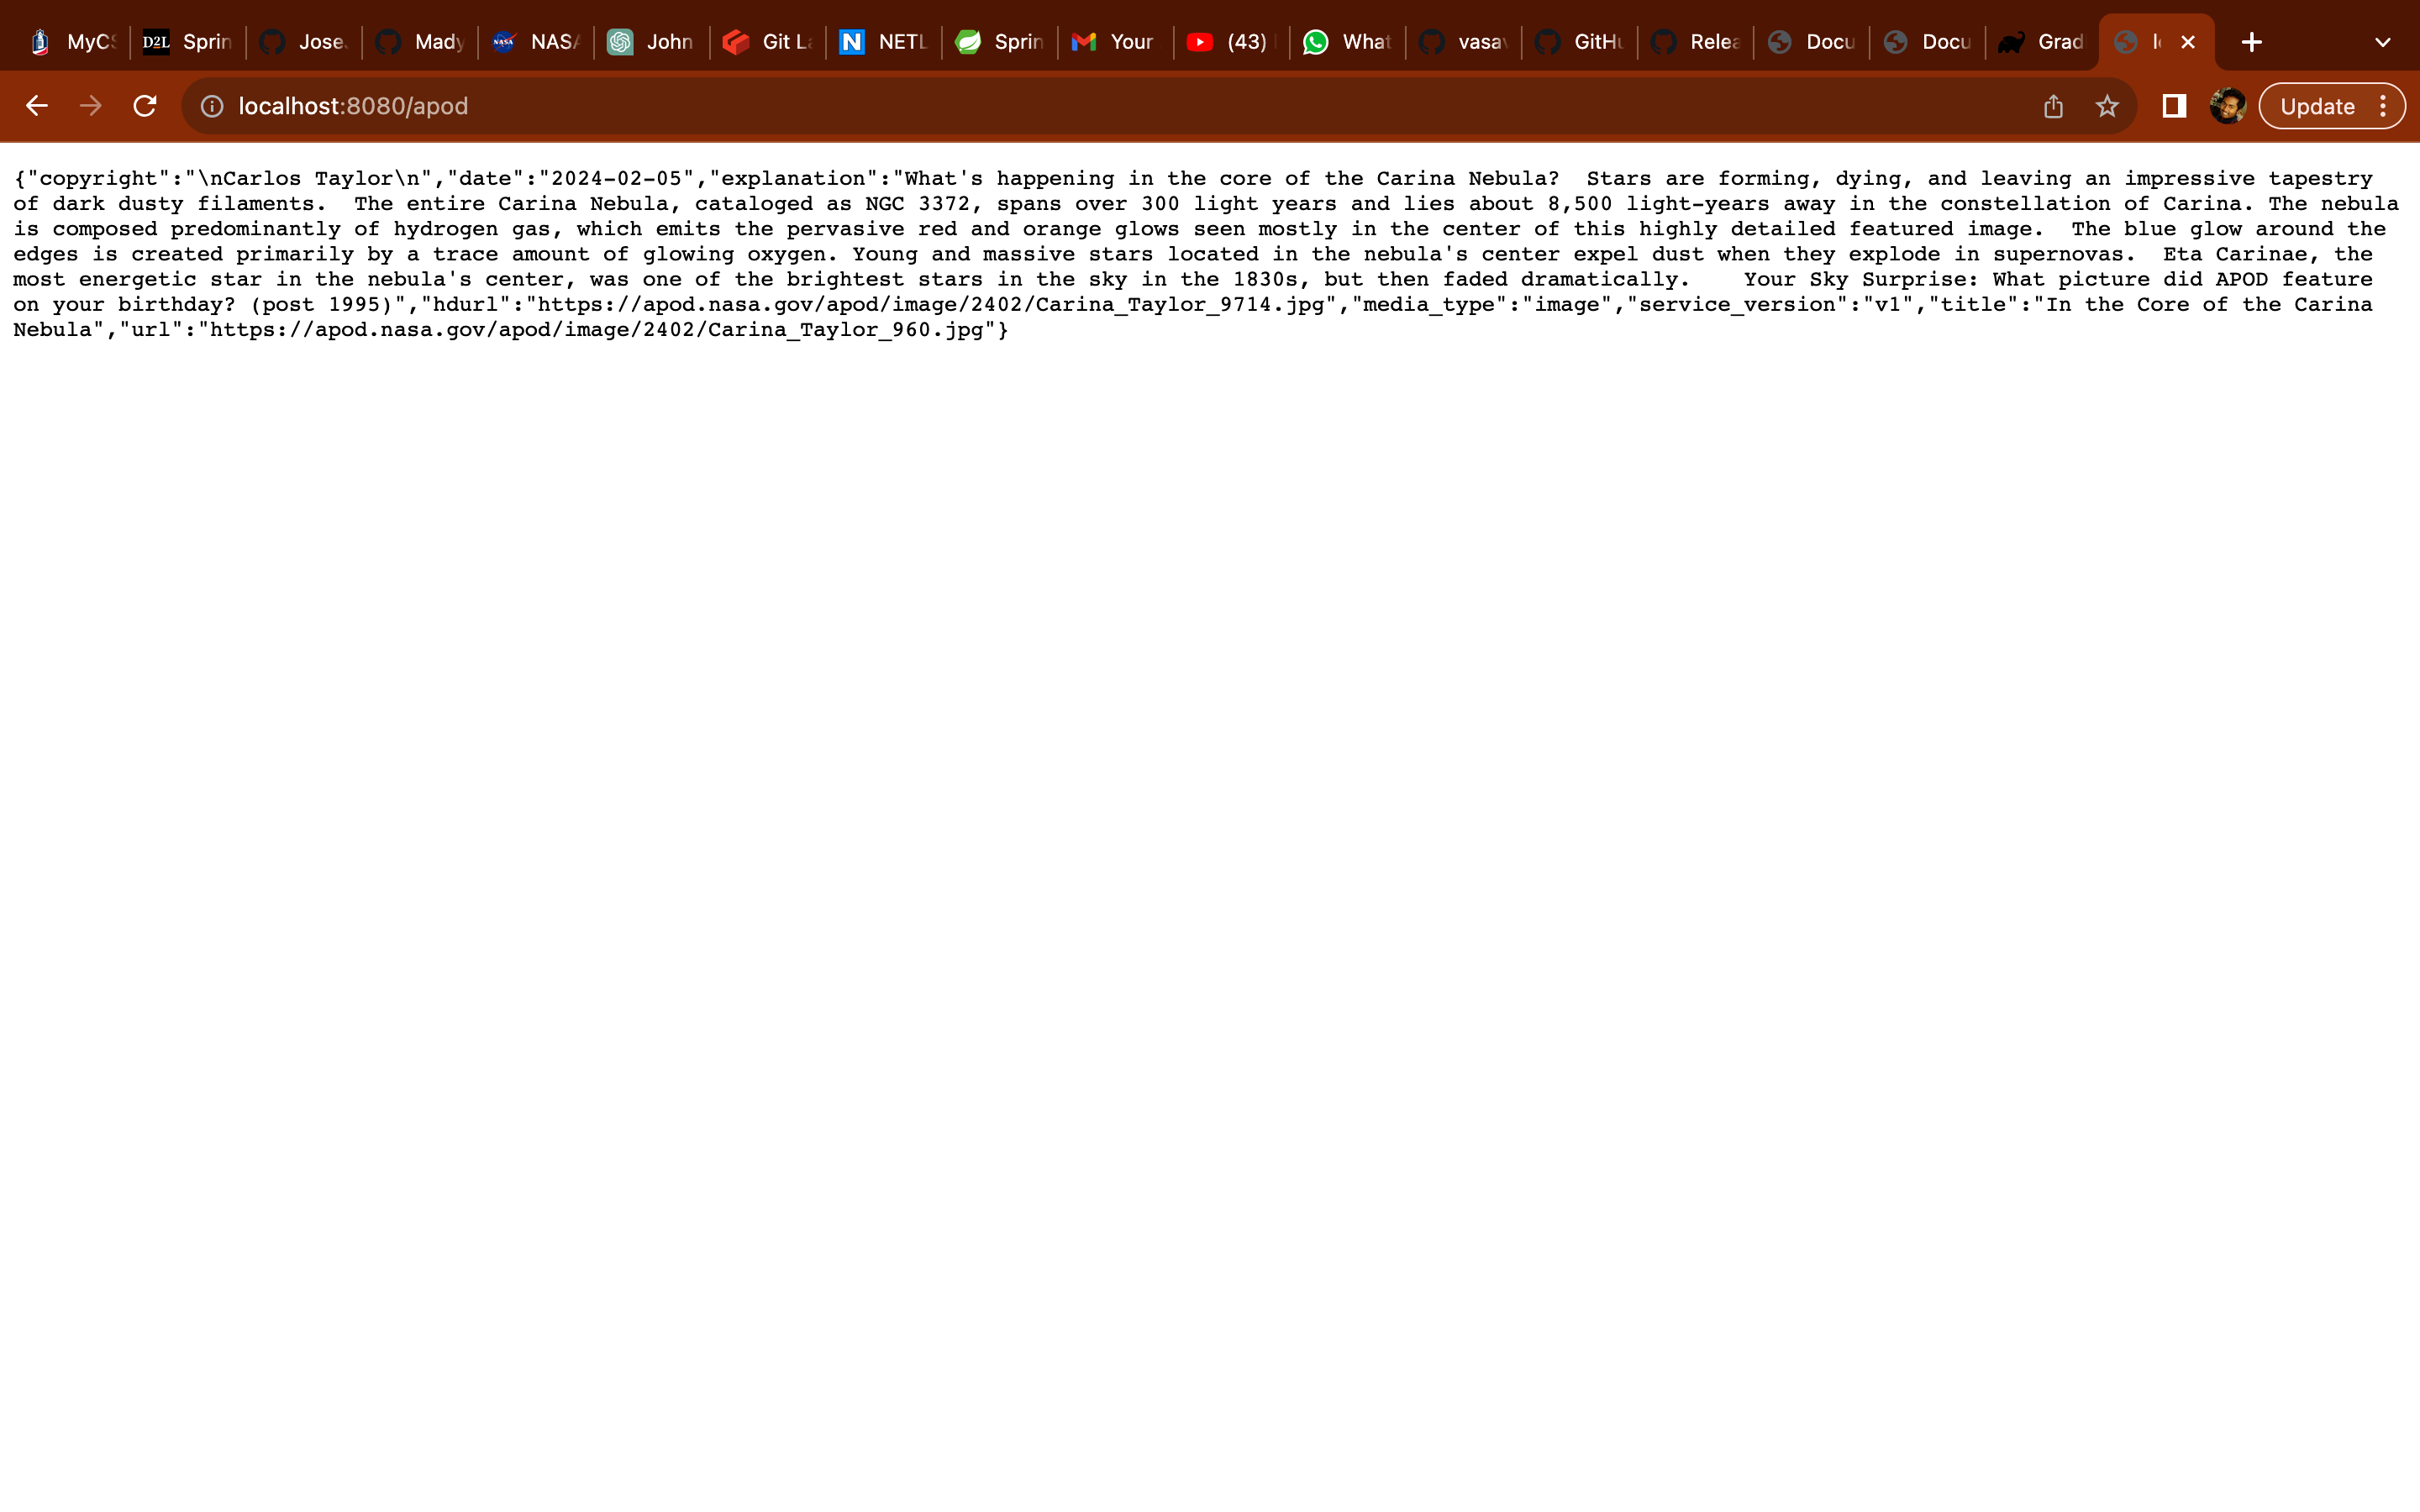 MyCS D2L Sprin Jose Mady NASA John Git La NETL Sprin Your (43) What vasav GitHu Relea Docu Docu Grad
localhost:8080/apod Update
{"copyright":"\nCarlos Taylor\n","date":"2024-02-05","explanation":"What's happening in the core of the Carina Nebula?  Stars are forming, dying, and leaving an impressive tapestry
of dark dusty filaments.  The entire Carina Nebula, cataloged as NGC 3372, spans over 300 light years and lies about 8,500 light-years away in the constellation of Carina. The nebula
is composed predominantly of hydrogen gas, which emits the pervasive red and orange glows seen mostly in the center of this highly detailed featured image.  The blue glow around the
edges is created primarily by a trace amount of glowing oxygen. Young and massive stars located in the nebula's center expel dust when they explode in supernovas.  Eta Carinae, the
most energetic star in the nebula's center, was one of the brightest stars in the sky in the 1830s, but then faded dramatically.    Your Sky Surprise: What picture did APOD feature
on your birthday? (post 1995)","hdurl":"https://apod.nasa.gov/apod/image/2402/Carina_Taylor_9714.jpg","media_type":"image","service_version":"v1","title":"In the Core of the Carina
Nebula","url":"https://apod.nasa.gov/apod/image/2402/Carina_Taylor_960.jpg"}